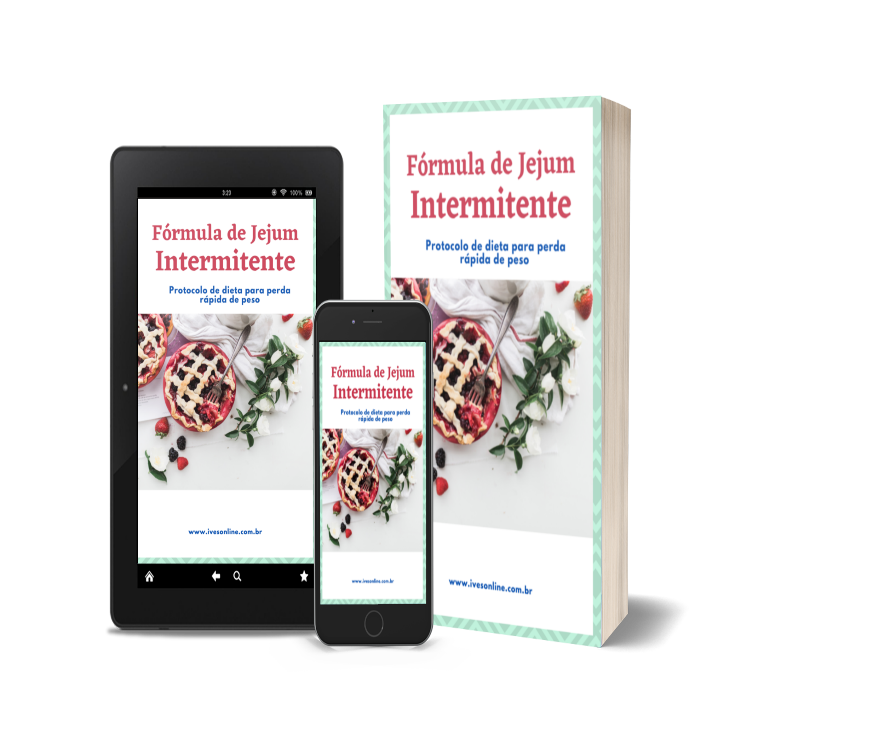 3:23
100%
Fórmula de Jejum
Intermitente
Protocolo de dieta para perda
rápida de peso
www.ivesonline.com.br
Fórmula de Jejum
Intermitente
Protocolo de dieta para perda
rápida de peso
www.ivesonline.com.br
Fórmula de Jejum
Intermitente
Protocolo de dieta para perda
rápida de peso
www.ivesonline.com.br